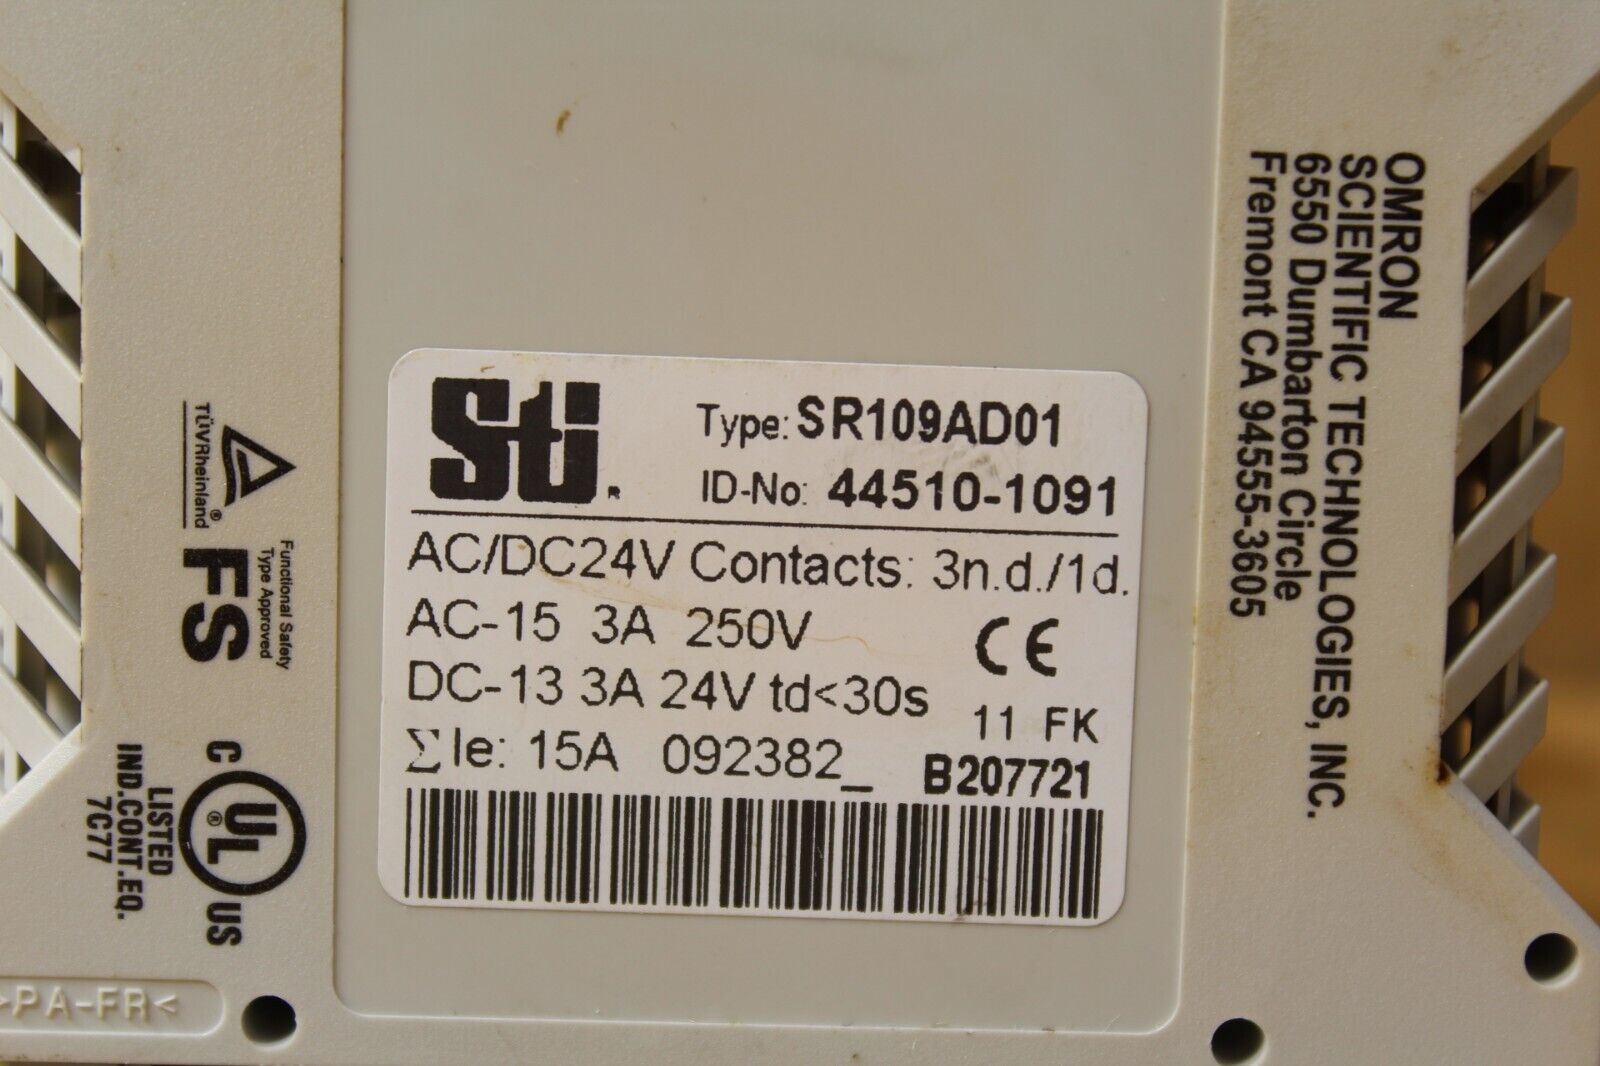 Sti®
Type: SR109AD01
ID-No: 44510-1091
AC/DC24V Contacts: 3n.d./1d.
AC-15 3A 250V
CE
DC-13 3A 24V td<30s
11 FK
ΣIe: 15A 092382_
B207721
OMRON
SCIENTIFIC TECHNOLOGIES, INC.
6550 Dumbarton Circle
Fremont CA 94555-3605
TÜVRheinland®
FS
Functional Safety
Type Approved
C UL® US
LISTED
IND.CONT.EQ.
7C77
>PA-FR<